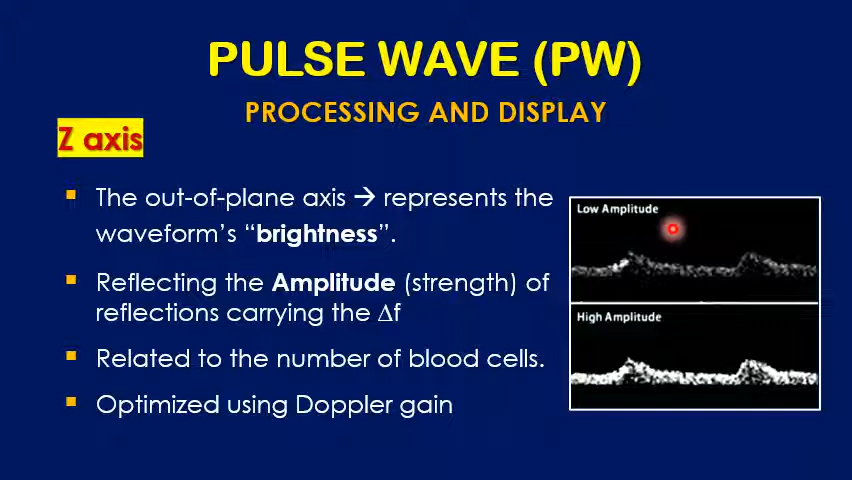 PULSE WAVE (PW)
PROCESSING AND DISPLAY
Z axis
▪ The out-of-plane axis → represents the
waveform’s “brightness”.
▪ Reflecting the Amplitude (strength) of
reflections carrying the ∆f
▪ Related to the number of blood cells.
▪ Optimized using Doppler gain
Low Amplitude
High Amplitude